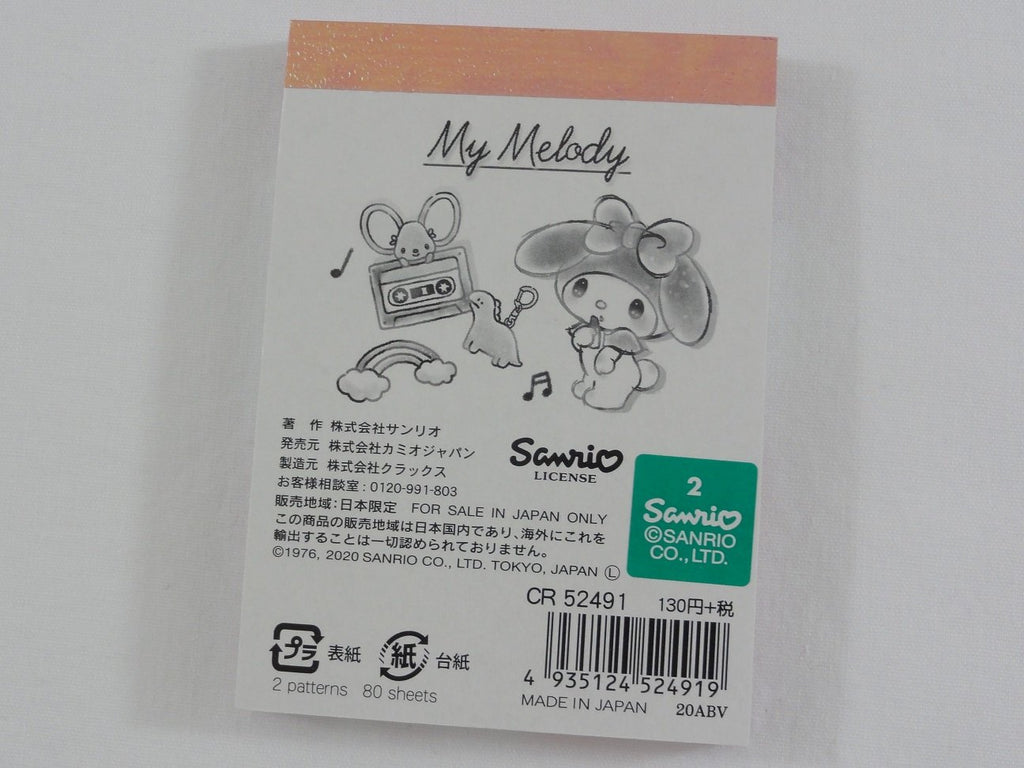 My Melody
著　作 株式会社サンリオ
発売元 株式会社カミオジャパン
製造元 株式会社クラックス
お客様相談室:0120-991-803
販売地域:日本限定　FOR SALE IN JAPAN ONLY
この商品の販売地域は日本国内であり、海外にこれを
輸出することは一切認められておりません。
©1976, 2020 SANRIO CO., LTD. TOKYO, JAPAN Ⓛ
Sanrio
LICENSE
2
Sanrio
©SANRIO
CO.,LTD.
CR 52491　130円+税
4 935124 524919
MADE IN JAPAN　20ABV
プラ 表紙　紙 台紙
2 patterns　80 sheets